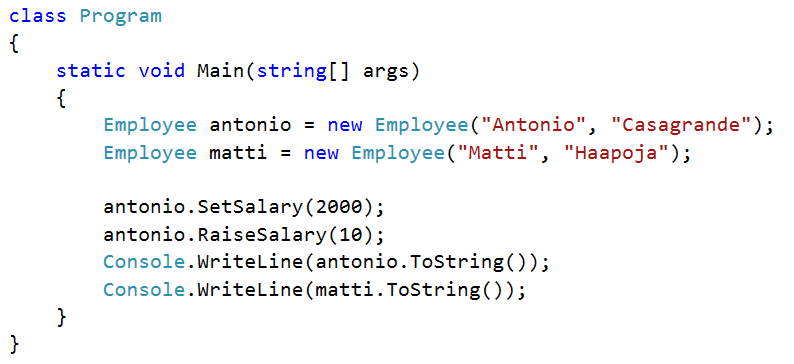 class Program
{
    static void Main(string[] args)
    {
        Employee antonio = new Employee("Antonio", "Casagrande");
        Employee matti = new Employee("Matti", "Haapoja");

        antonio.SetSalary(2000);
        antonio.RaiseSalary(10);
        Console.WriteLine(antonio.ToString());
        Console.WriteLine(matti.ToString());
    }
}